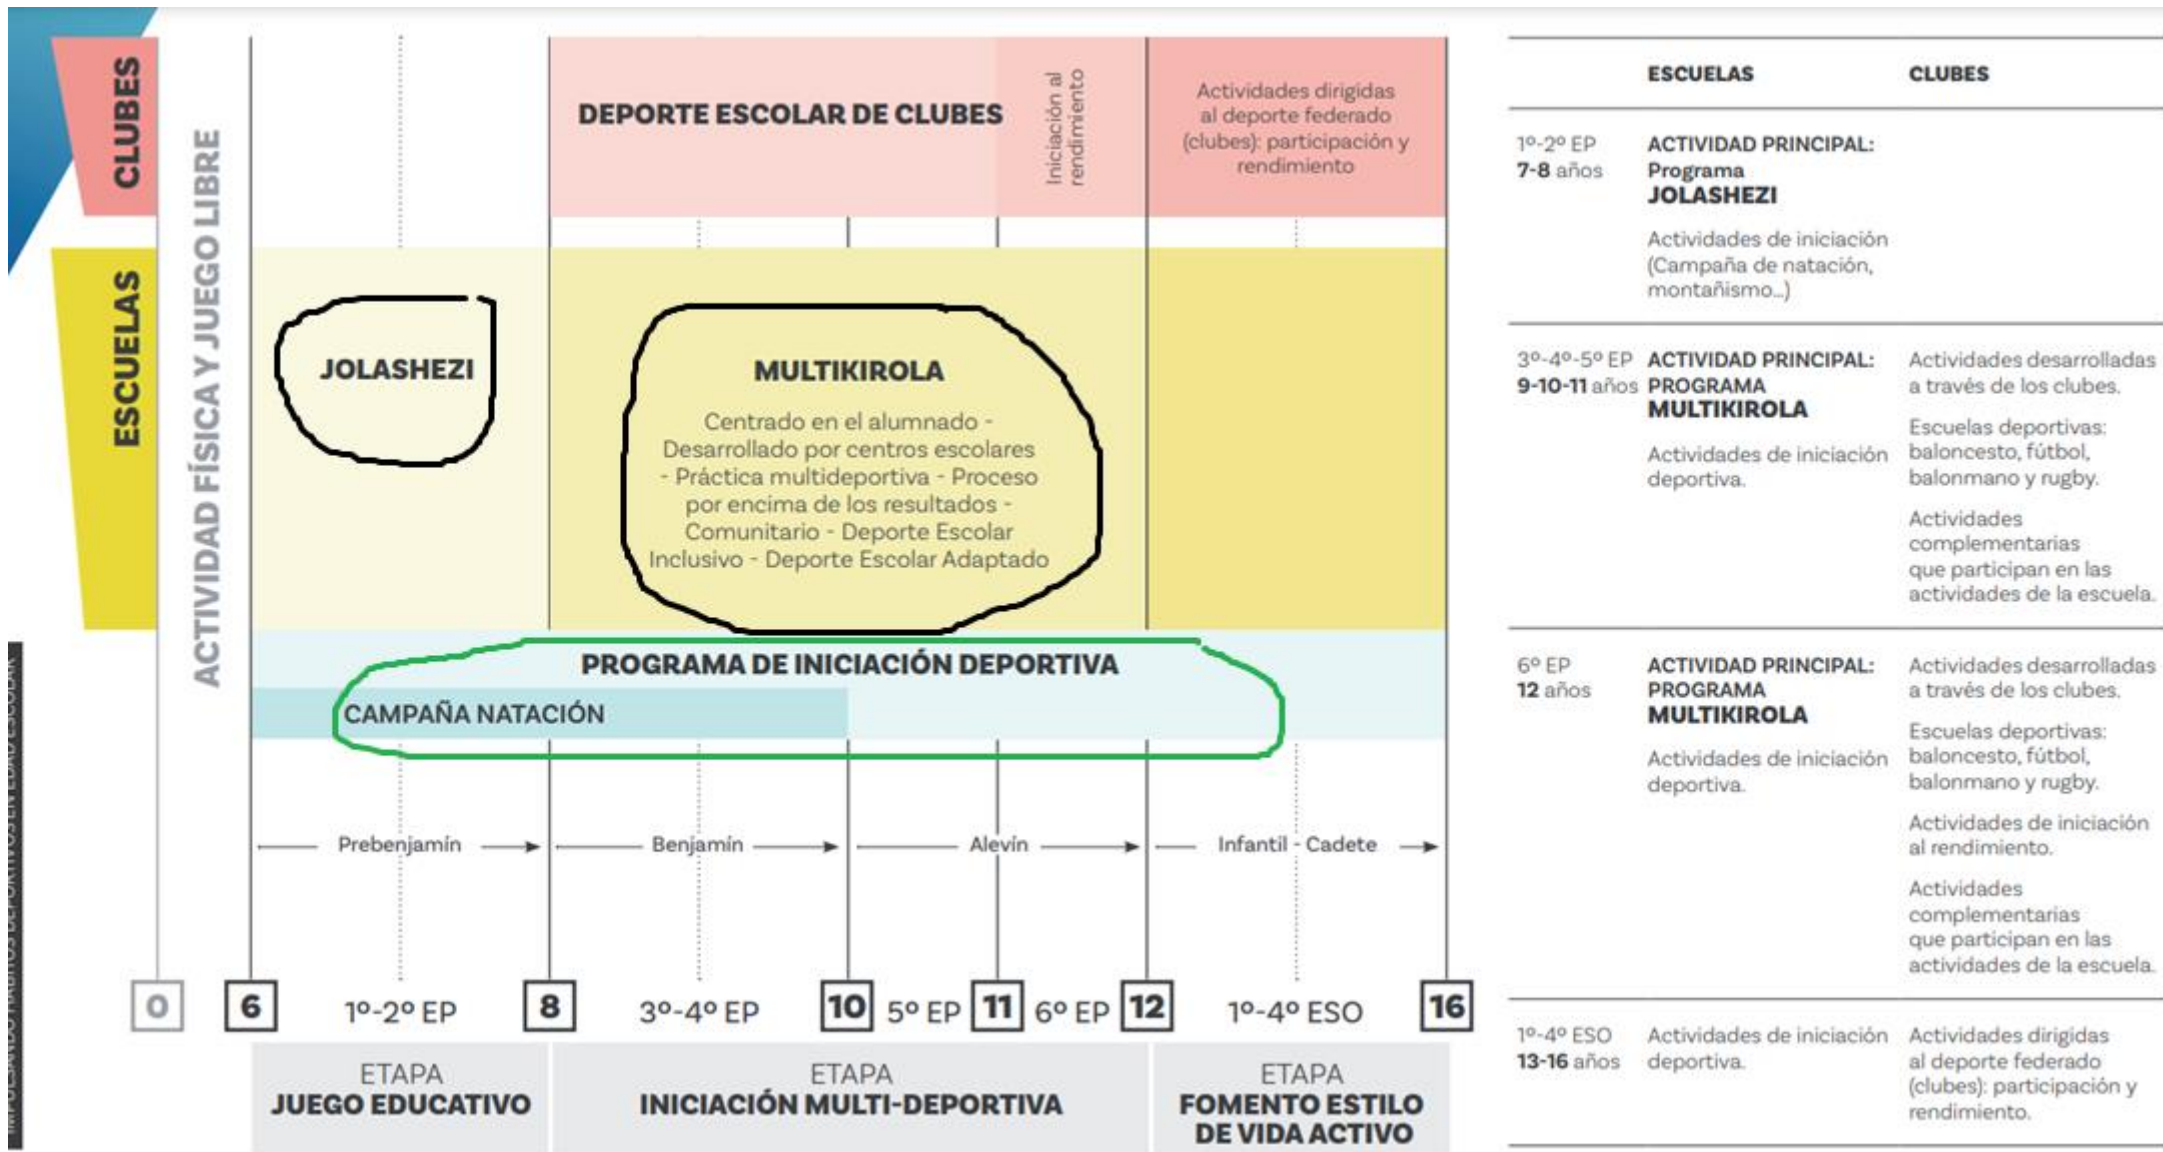 CLUBES
ESCUELAS
ACTIVIDAD FÍSICA Y JUEGO LIBRE
DEPORTE ESCOLAR DE CLUBES
Iniciación al
rendimiento
Actividades dirigidas
al deporte federado
(clubes): participación y
rendimiento
JOLASHEZI
MULTIKIROLA
Centrado en el alumnado -
Desarrollado por centros escolares
- Práctica multideportiva - Proceso
por encima de los resultados -
Comunitario - Deporte Escolar
Inclusivo - Deporte Escolar Adaptado
PROGRAMA DE INICIACIÓN DEPORTIVA
CAMPAÑA NATACIÓN
Prebenjamín
Benjamín
Alevín
Infantil - Cadete
0
6
1º-2º EP
8
3º-4º EP
10
5º EP
11
6º EP
12
1º-4º ESO
16
ETAPA
JUEGO EDUCATIVO
ETAPA
INICIACIÓN MULTI-DEPORTIVA
ETAPA
FOMENTO ESTILO
DE VIDA ACTIVO
ESCUELAS CLUBES
1º-2º EP
7-8 años
ACTIVIDAD PRINCIPAL:
Programa
JOLASHEZI
Actividades de iniciación
(Campaña de natación,
montañismo...)
3º-4º-5º EP
9-10-11 años
ACTIVIDAD PRINCIPAL:
PROGRAMA
MULTIKIROLA
Actividades de iniciación
deportiva.
Actividades desarrolladas
a través de los clubes.
Escuelas deportivas:
baloncesto, fútbol,
balonmano y rugby.
Actividades
complementarias
que participan en las
actividades de la escuela.
6º EP
12 años
ACTIVIDAD PRINCIPAL:
PROGRAMA
MULTIKIROLA
Actividades de iniciación
deportiva.
Actividades desarrolladas
a través de los clubes.
Escuelas deportivas:
baloncesto, fútbol,
balonmano y rugby.
Actividades de iniciación
al rendimiento.
Actividades
complementarias
que participan en las
actividades de la escuela.
1º-4º ESO
13-16 años
Actividades de iniciación
deportiva.
Actividades dirigidas
al deporte federado
(clubes): participación y
rendimiento.